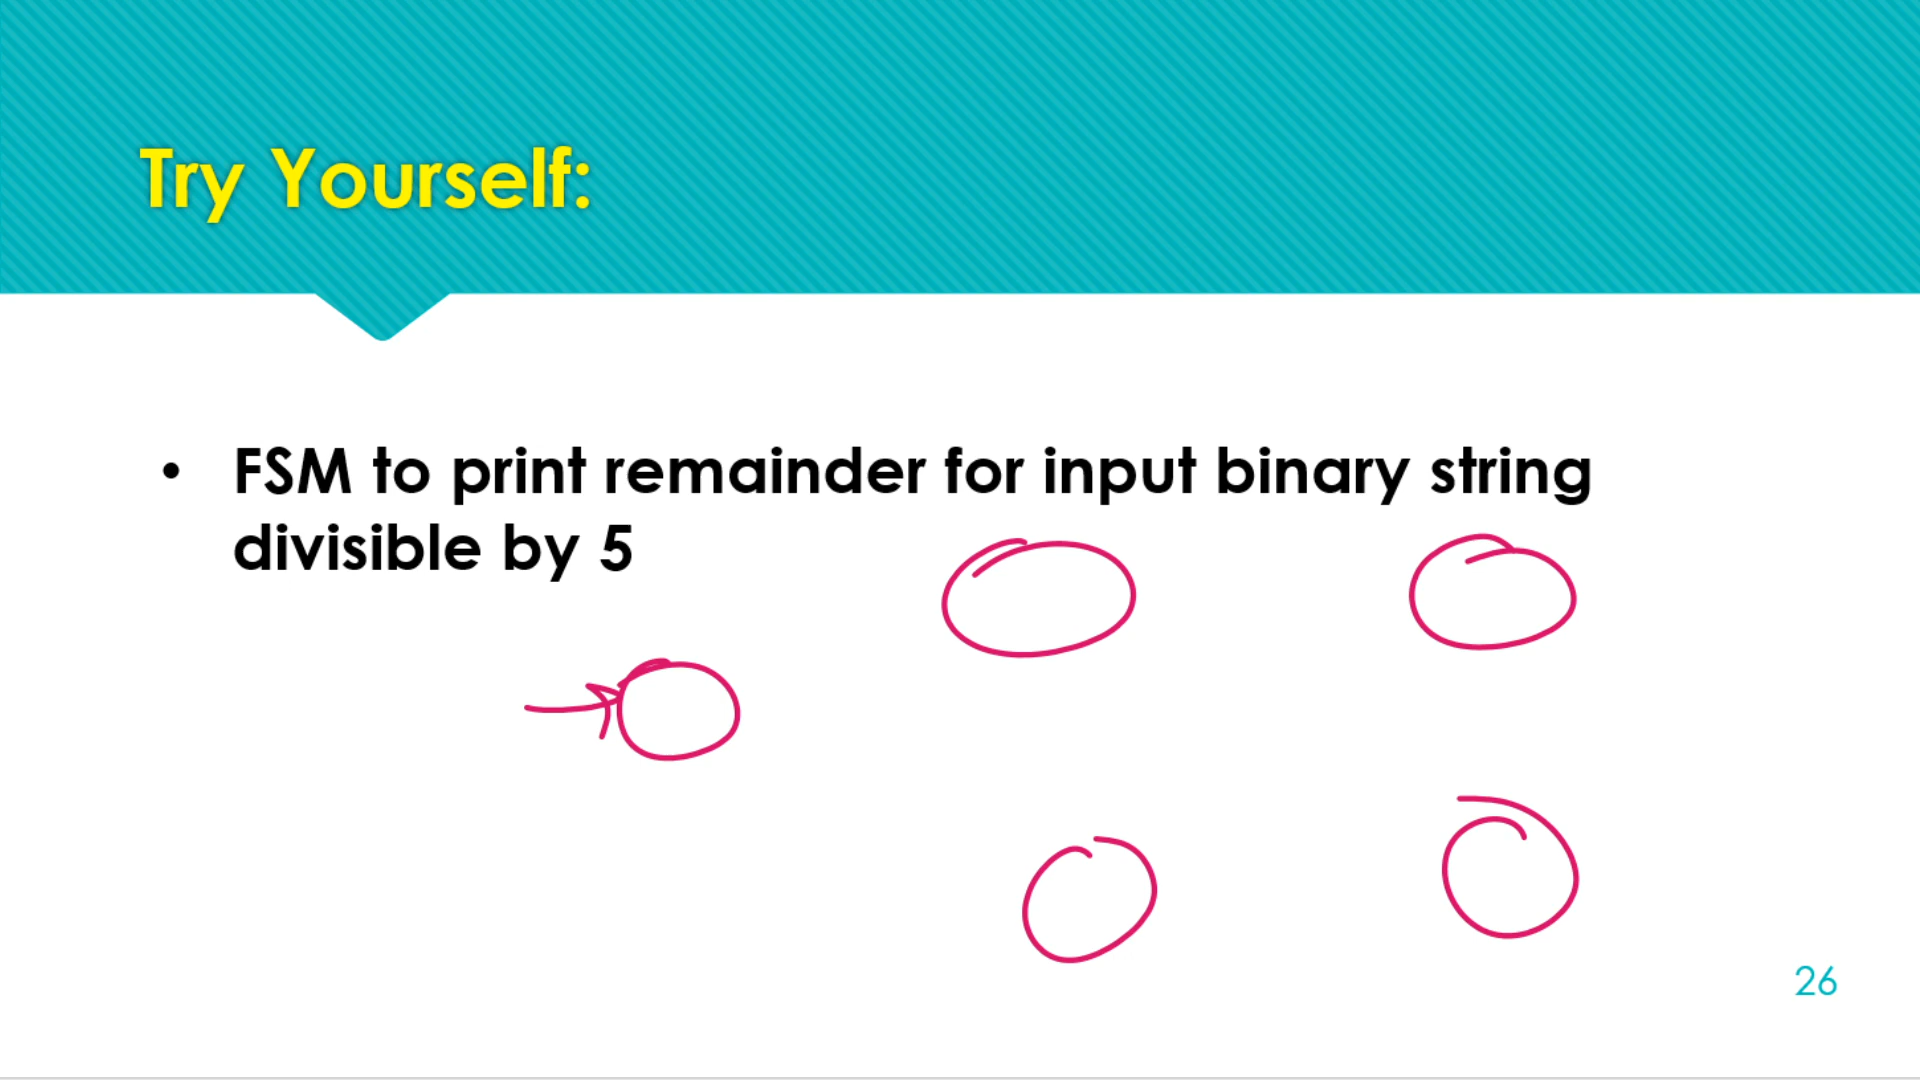 Try Yourself:
• FSM to print remainder for input binary string
divisible by 5
26